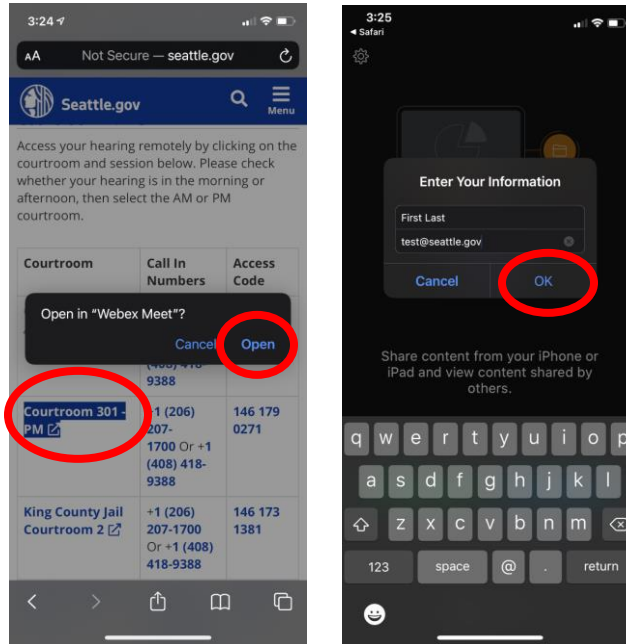 3:24
AA Not Secure — seattle.gov
Seattle.gov
Menu
Access your hearing remotely by clicking on the
courtroom and session below. Please check
whether your hearing is in the morning or
afternoon, then select the AM or PM
courtroom.
Courtroom Call In Access
Numbers Code
Open in “Webex Meet”?
Cancel Open
(408) 418-
9388
Courtroom 301 - +1 (206) 146 179
PM 207- 0271
1700 Or +1
(408) 418-
9388
King County Jail +1 (206) 146 173
Courtroom 2 207-1700 1381
Or +1 (408)
418-9388
3:25
Safari
Enter Your Information
First Last
test@seattle.gov
Cancel OK
Share content from your iPhone or
iPad and view content shared by
others.
q w e r t y u i o p
a s d f g h j k l
z x c v b n m
123 space @ . return